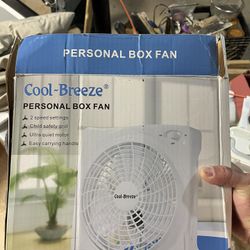 PERSONAL BOX FAN
Cool-Breeze®
PERSONAL BOX FAN
2 speed settings
Child safety grill
Ultra quiet motor
Easy carrying handle
Cool-Breeze